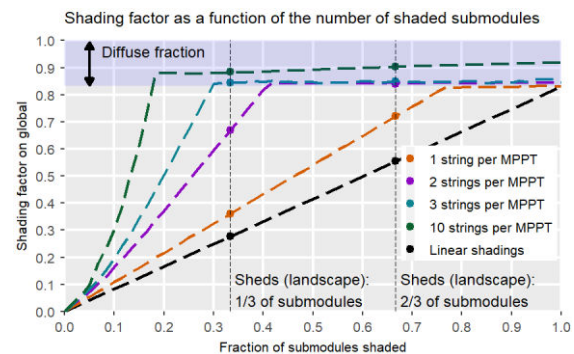 Shading factor as a function of the number of shaded submodules
Shading factor on global
1.0
0.9
0.8
0.7
0.6
0.5
0.4
0.3
0.2
0.1
0.0
Diffuse fraction
1 string per MPPT
2 strings per MPPT
3 strings per MPPT
10 strings per MPPT
Linear shadings
Sheds (landscape):
1/3 of submodules
Sheds (landscape):
2/3 of submodules
0.0 0.1 0.2 0.3 0.4 0.5 0.6 0.7 0.8 0.9 1.0
Fraction of submodules shaded